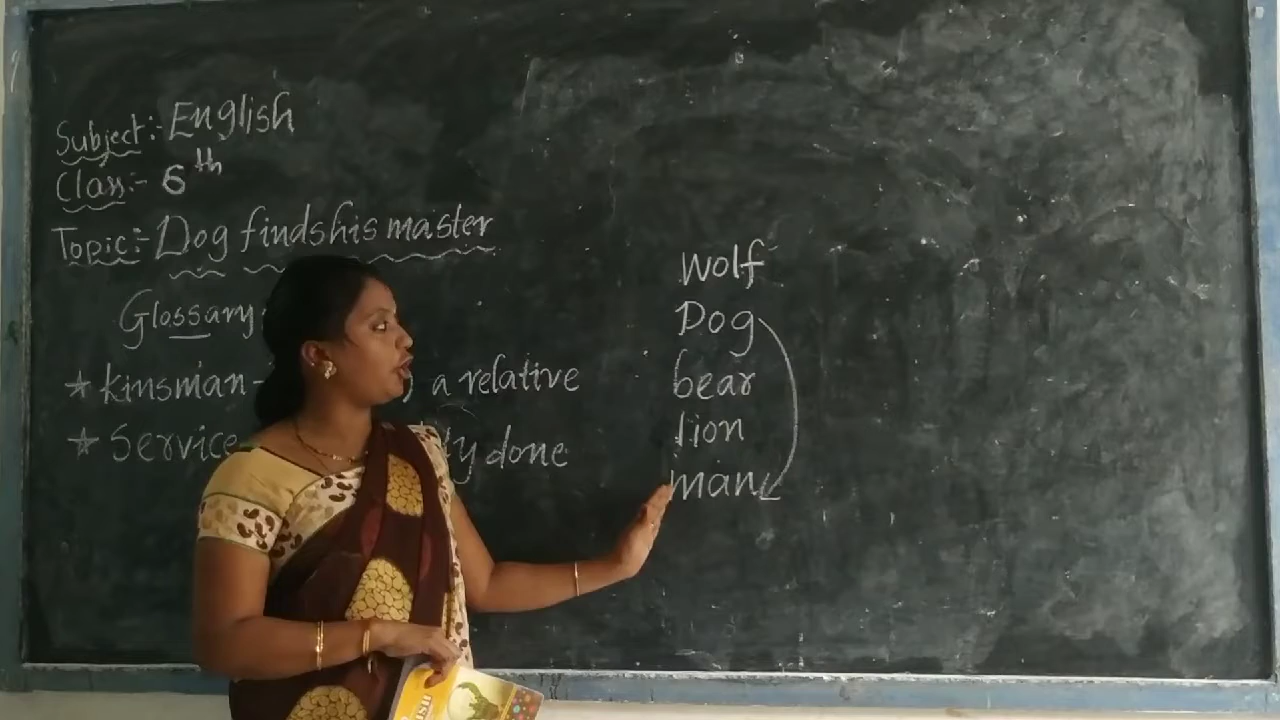 Subject:- English
Class:- 6th
Topic:- Dog finds his master
Glossary
★ kinsman - a relative
★ Service done
Wolf
Dog
bear
lion
man